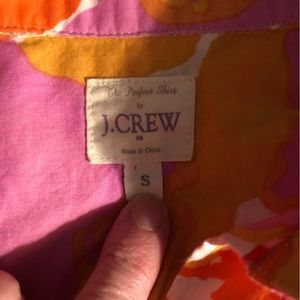 The Perfect Shirt
by
J.CREW
Made in China
S